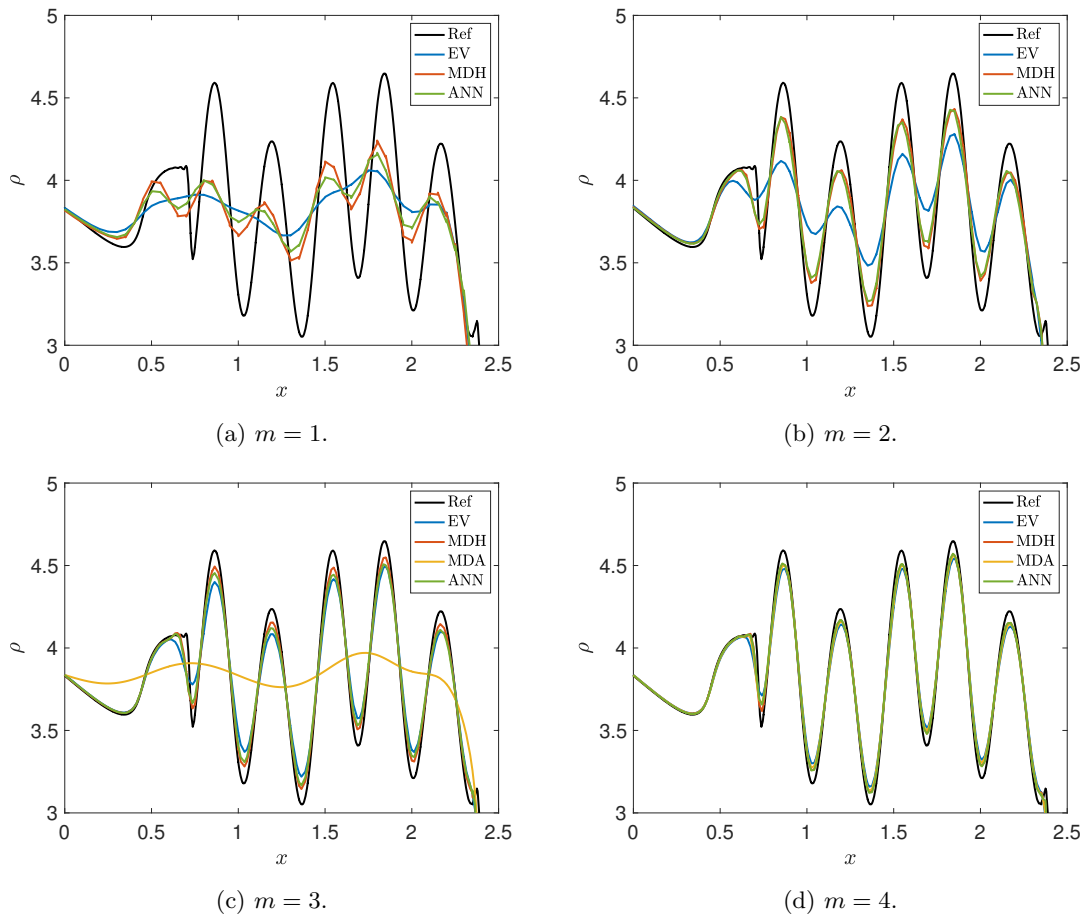 5
4.5
4
3.5
3
ρ
0 0.5 1 1.5 2 2.5
x
Ref
EV
MDH
ANN
(a) m = 1.
5
4.5
4
3.5
3
ρ
0 0.5 1 1.5 2 2.5
x
Ref
EV
MDH
ANN
(b) m = 2.
5
4.5
4
3.5
3
ρ
0 0.5 1 1.5 2 2.5
x
Ref
EV
MDH
MDA
ANN
(c) m = 3.
5
4.5
4
3.5
3
ρ
0 0.5 1 1.5 2 2.5
x
Ref
EV
MDH
MDA
ANN
(d) m = 4.